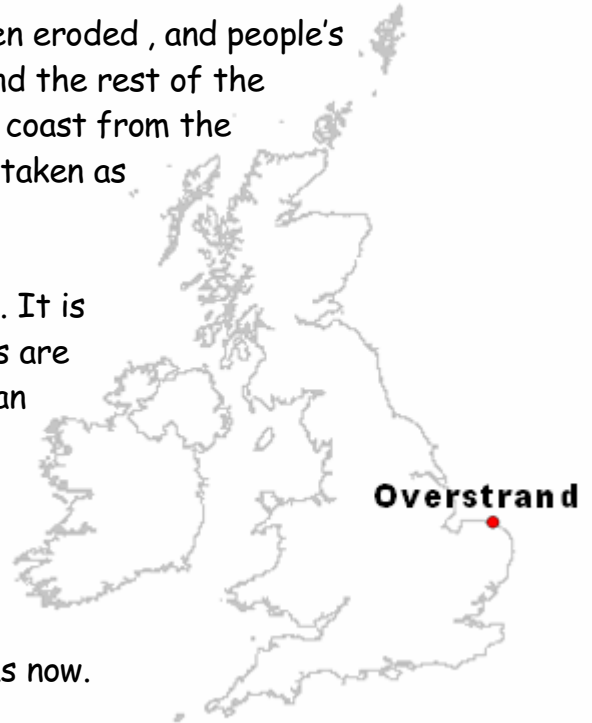 en eroded , and people’s
nd the rest of the
coast from the
taken as
. It is
s are
an
Overstrand
s now.